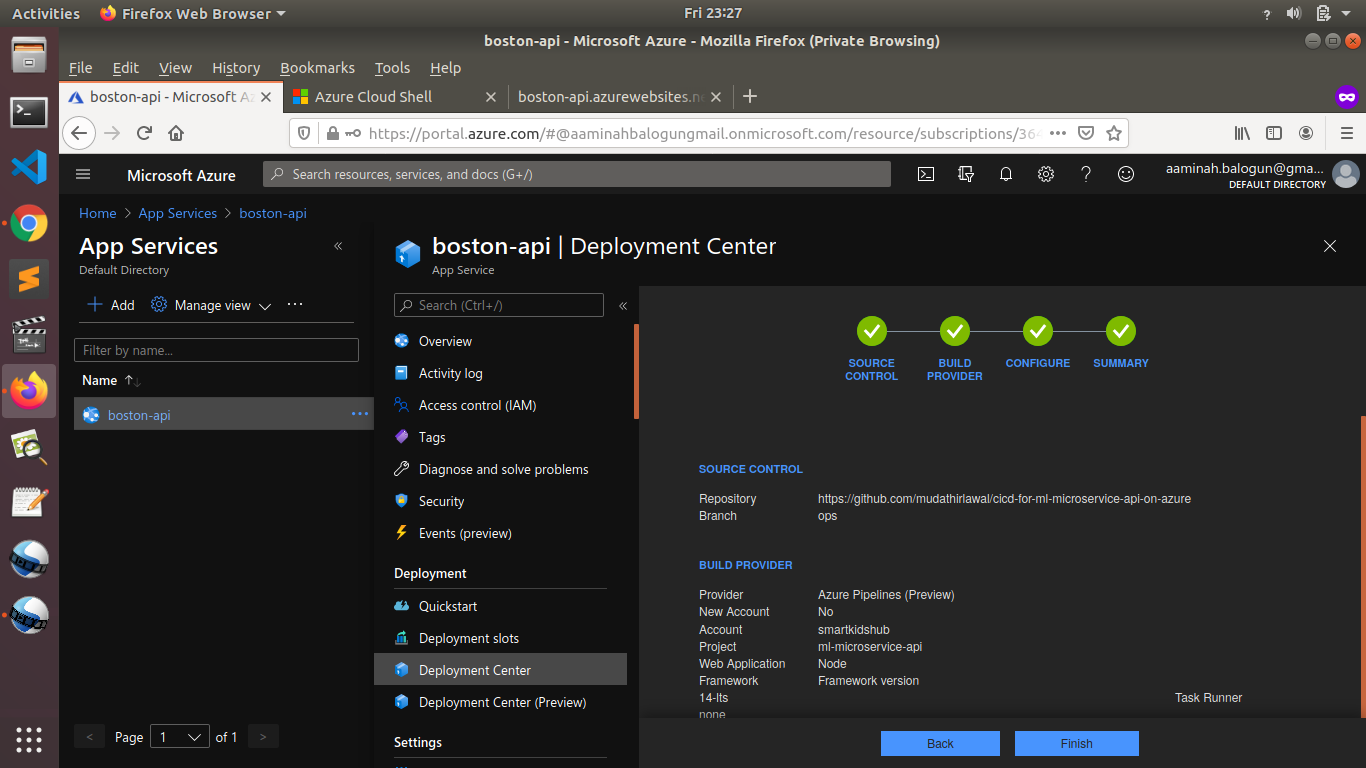 Activities
Firefox Web Browser
Fri 23:27
boston-api - Microsoft Azure - Mozilla Firefox (Private Browsing)
File Edit View History Bookmarks Tools Help
boston-api - Microsoft Az
Azure Cloud Shell
boston-api.azurewebsites.ne
https://portal.azure.com/#@aaminahbalogungmail.onmicrosoft.com/resource/subscriptions/364
Microsoft Azure
Search resources, services, and docs (G+/)
aaminah.balogun@gma...
DEFAULT DIRECTORY
Home > App Services > boston-api
App Services
Default Directory
Add
Manage view
Filter by name...
Name
boston-api
Page 1 of 1
boston-api | Deployment Center
App Service
Search (Ctrl+/)
Overview
Activity log
Access control (IAM)
Tags
Diagnose and solve problems
Security
Events (preview)
Deployment
Quickstart
Deployment slots
Deployment Center
Deployment Center (Preview)
Settings
SOURCE CONTROL
BUILD PROVIDER
CONFIGURE
SUMMARY
SOURCE CONTROL
Repository https://github.com/mudathirlawal/cicd-for-ml-microservice-api-on-azure
Branch ops
BUILD PROVIDER
Provider Azure Pipelines (Preview)
New Account No
Account smartkidshub
Project ml-microservice-api
Web Application Node
Framework Framework version
14-lts Task Runner
none
Back
Finish